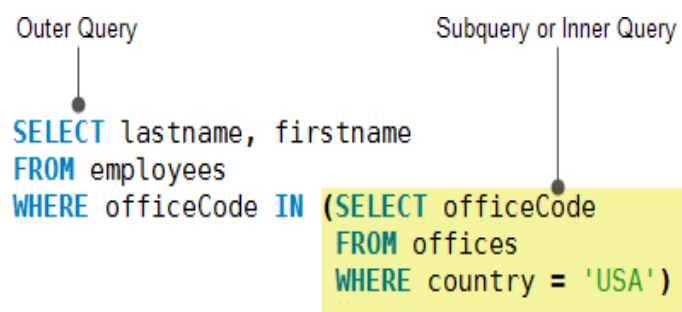 Outer Query
Subquery or Inner Query
SELECT lastname, firstname
FROM employees
WHERE officeCode IN (SELECT officeCode
FROM offices
WHERE country = 'USA')